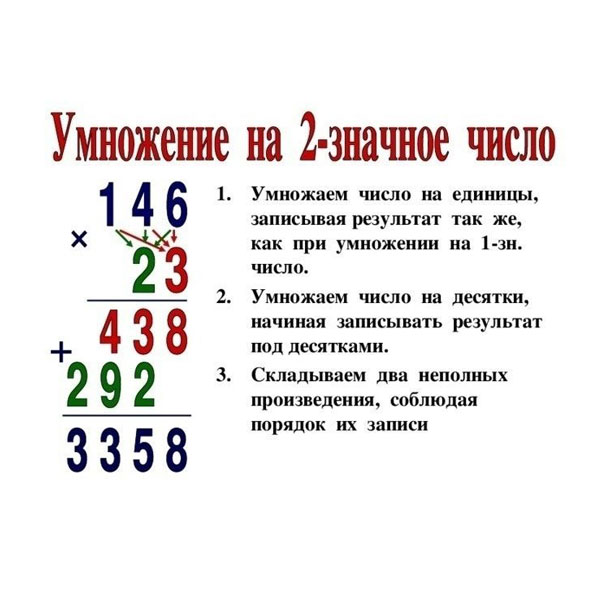 Умножение на 2-значное число
146
×
23
438
+
292
3358
1. Умножаем число на единицы,
записывая результат так же,
как при умножении на 1-зн.
число.
2. Умножаем число на десятки,
начиная записывать результат
под десятками.
3. Складываем два неполных
произведения, соблюдая
порядок их записи